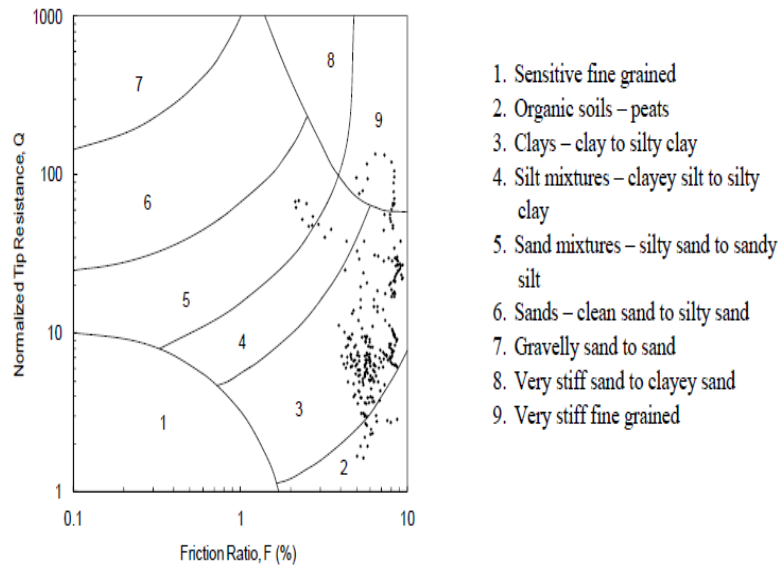 1000
100
10
1
Normalized Tip Resistance, Q
7
8
9
6
5
4
3
1
2
0.1
1
10
Friction Ratio, F (%)
1. Sensitive fine grained
2. Organic soils – peats
3. Clays – clay to silty clay
4. Silt mixtures – clayey silt to silty
clay
5. Sand mixtures – silty sand to sandy
silt
6. Sands – clean sand to silty sand
7. Gravelly sand to sand
8. Very stiff sand to clayey sand
9. Very stiff fine grained